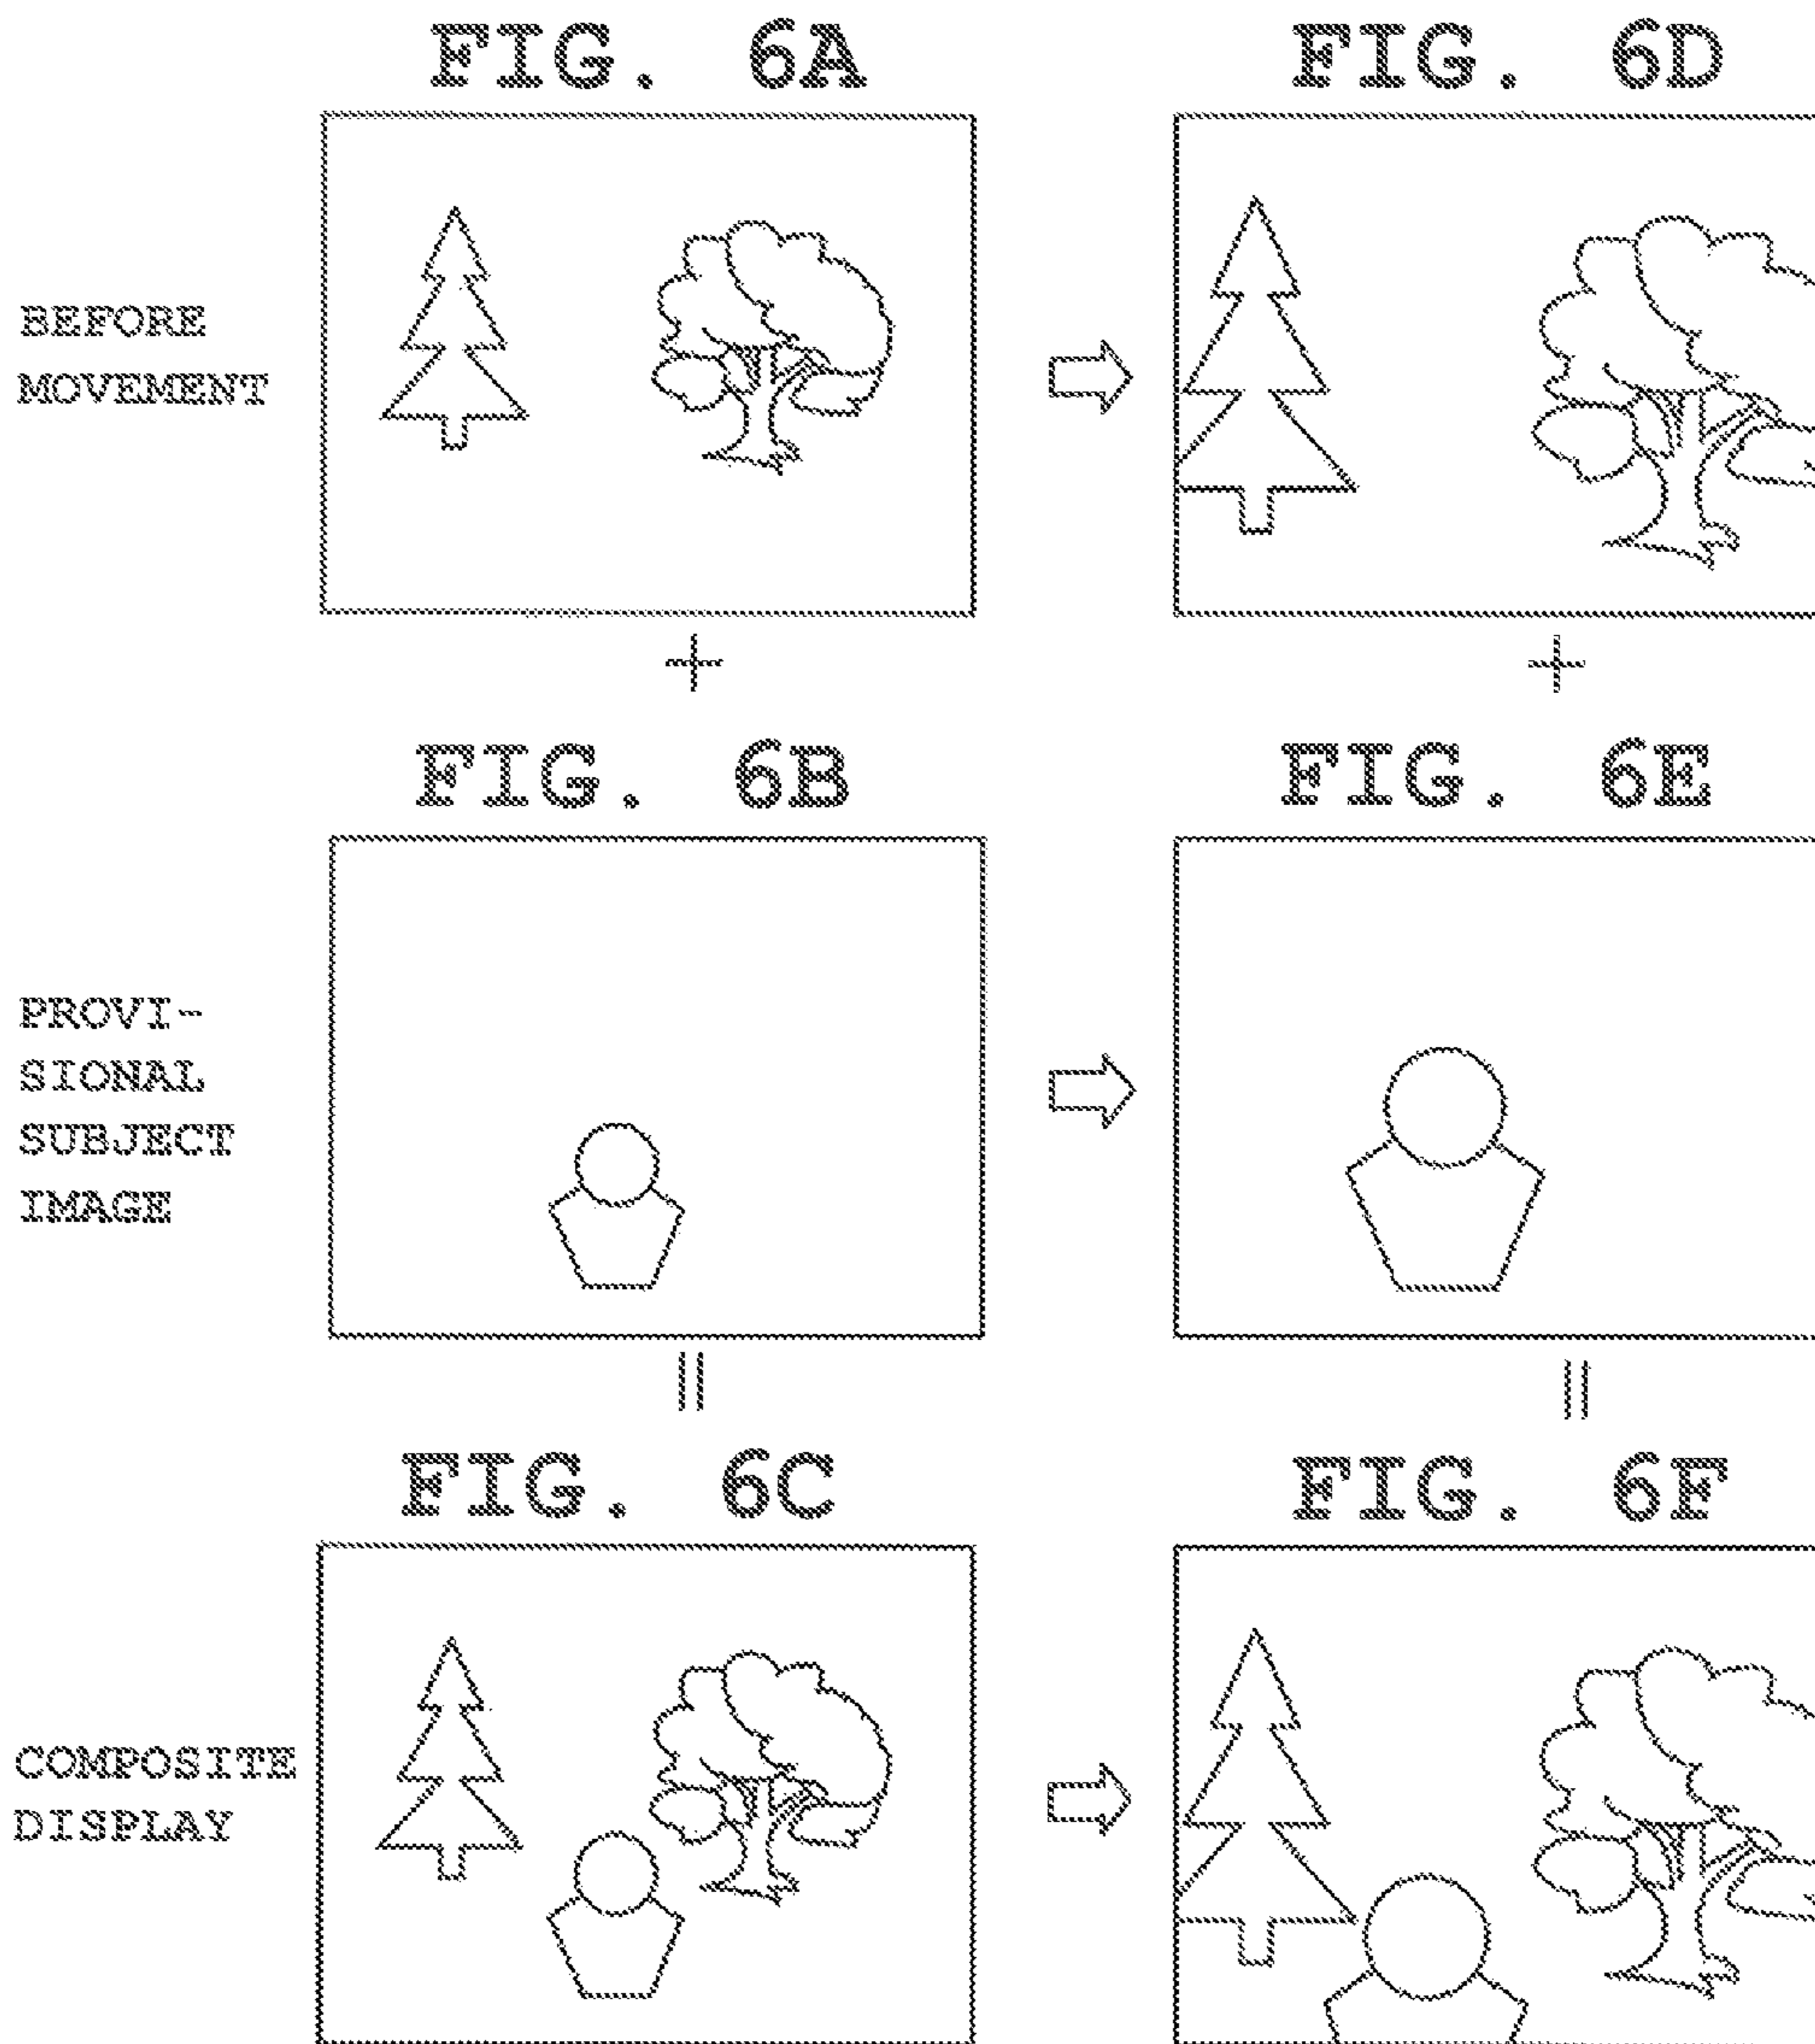 FIG. 6A
FIG. 6D
BEFORE
MOVEMENT
+
+
FIG. 6B
FIG. 6E
PROVI-
SIONAL
SUBJECT
IMAGE
FIG. 6C
FIG. 6F
COMPOSITE
DISPLAY